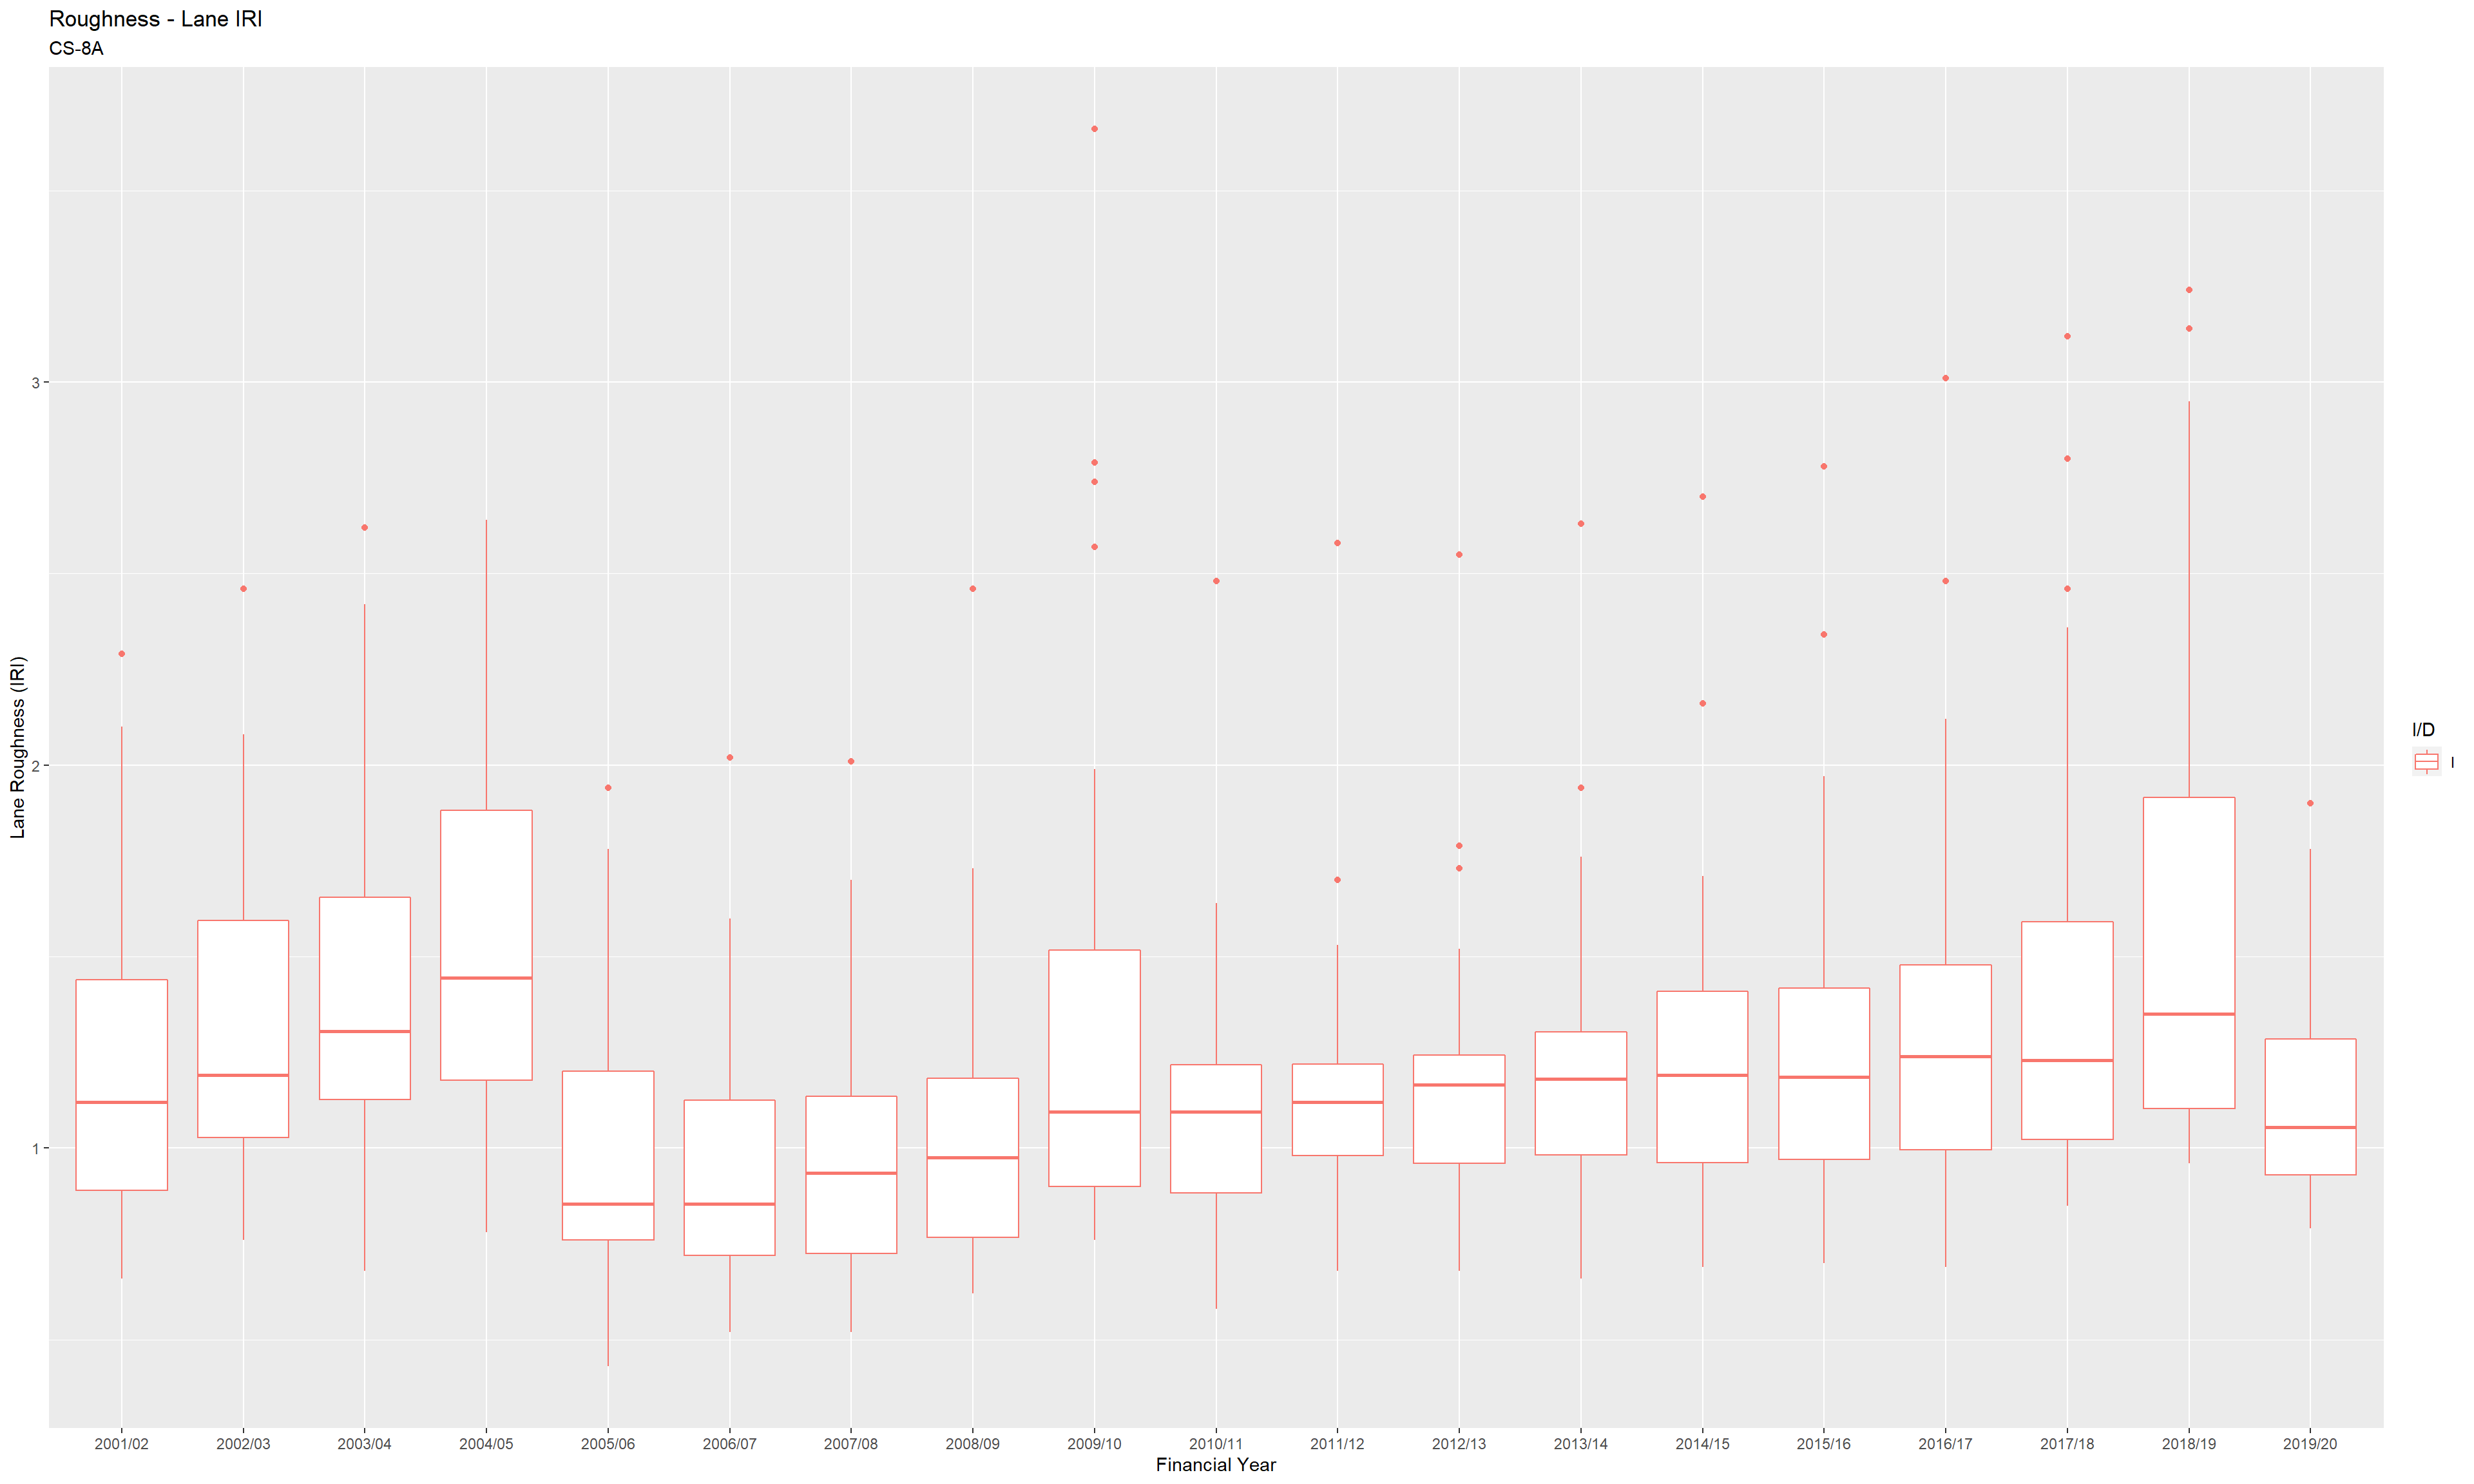 Roughness - Lane IRI
CS-8A
Lane Roughness (IRI)
3
2
1
2001/02 2002/03 2003/04 2004/05 2005/06 2006/07 2007/08 2008/09 2009/10 2010/11 2011/12 2012/13 2013/14 2014/15 2015/16 2016/17 2017/18 2018/19 2019/20
Financial Year
I/D
I